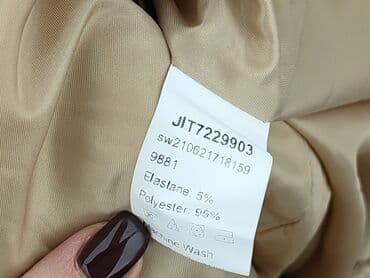 JIT7229903
sw210621718159
9881
Elastane: 5%
Polyester: 95%
Machine Wash